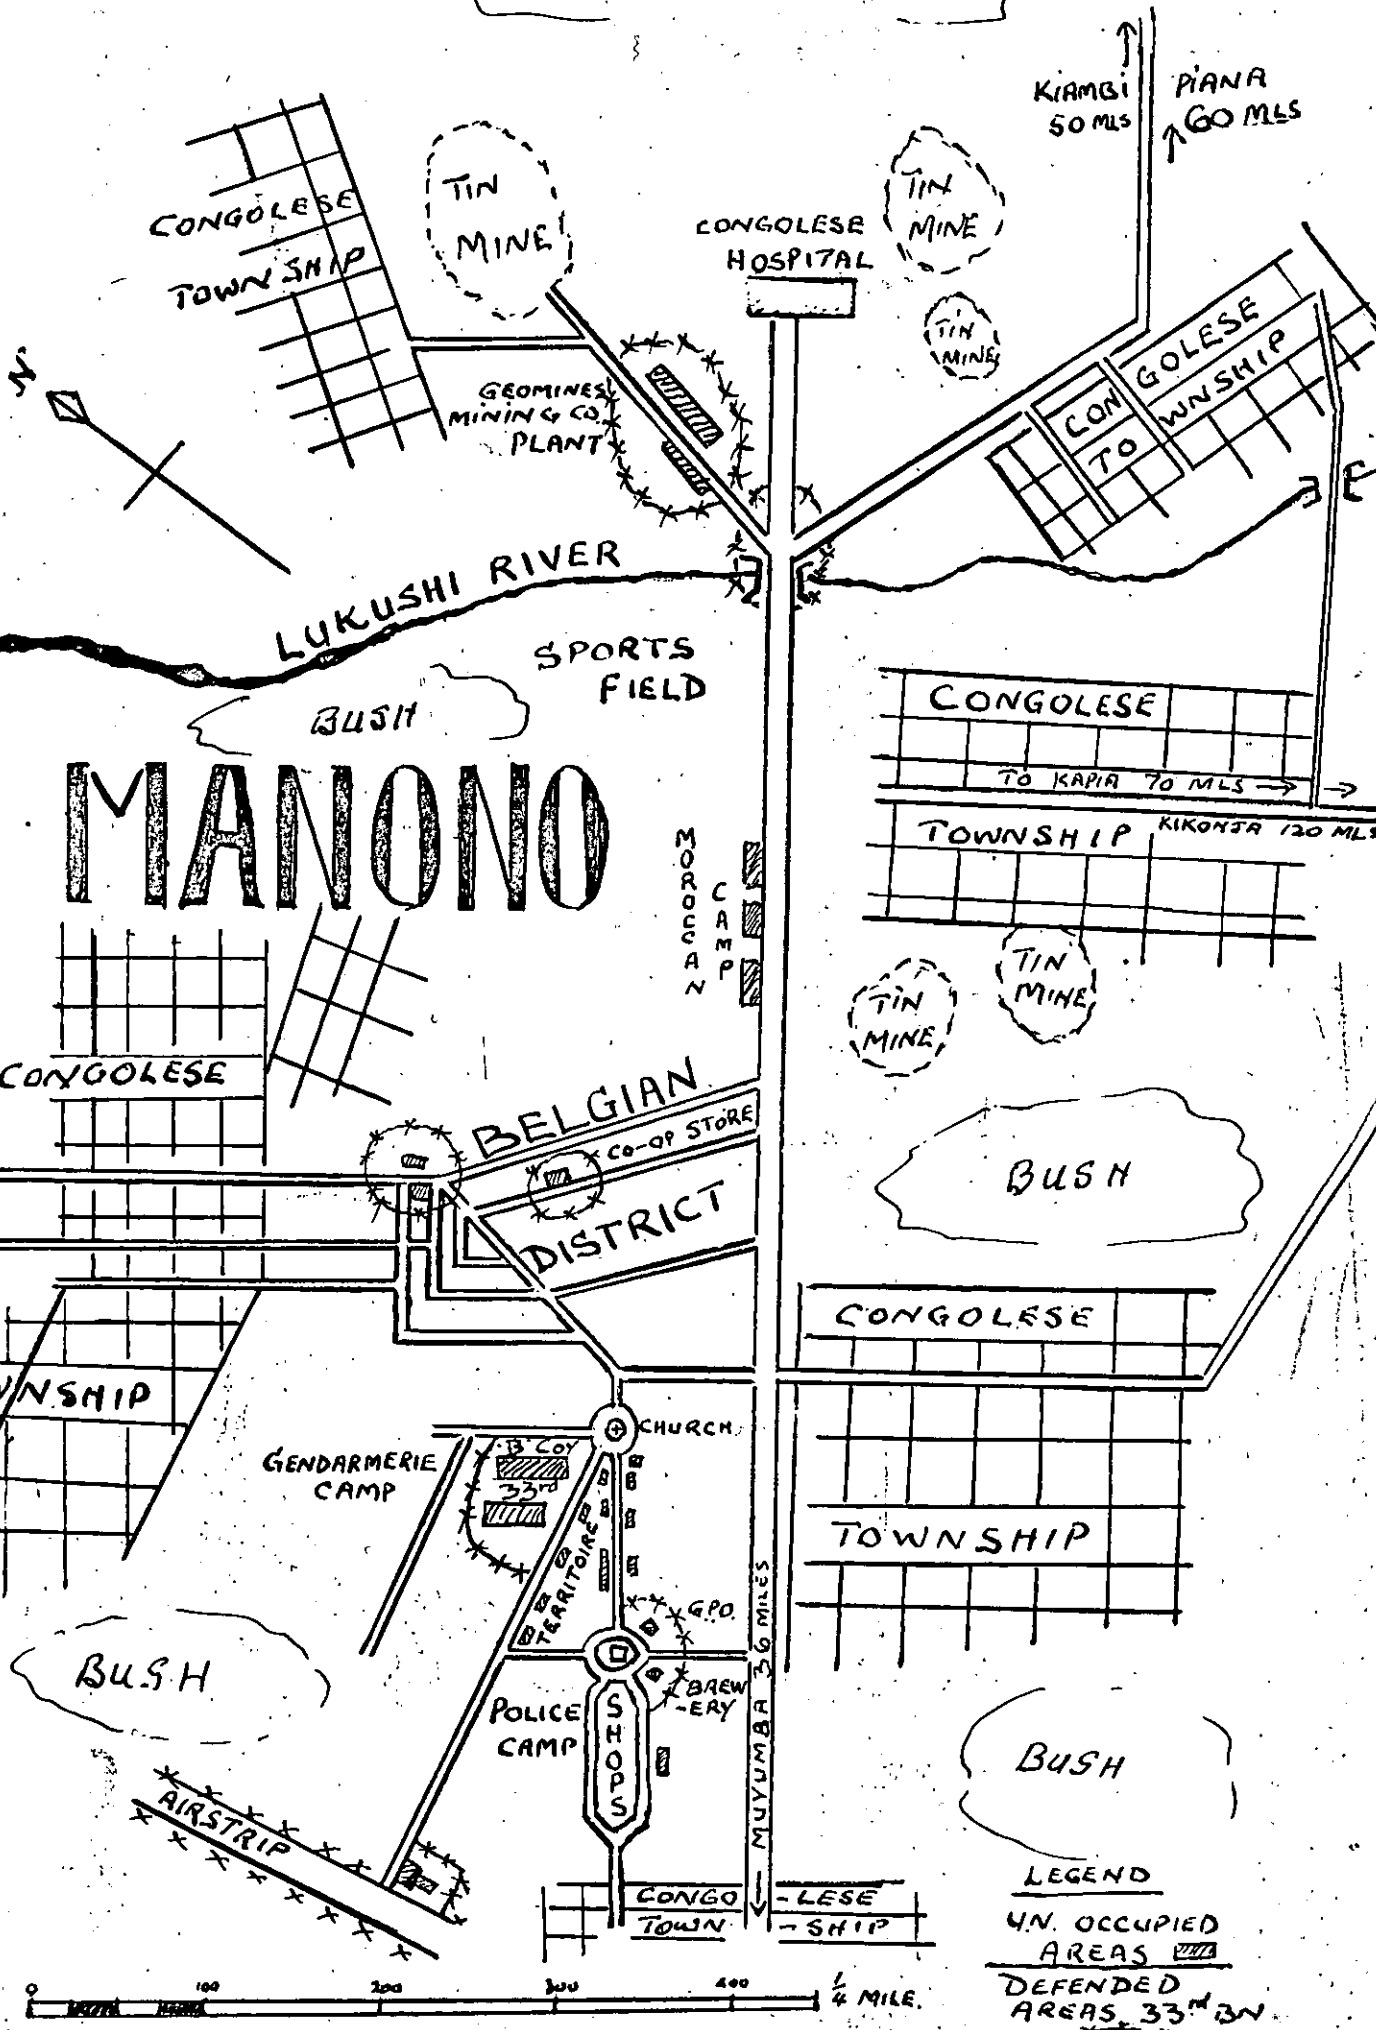 KIAMBI
50 MLS
PIANA
60 MLS
CONGOLESE
TOWNSHIP
TIN
MINE
CONGOLESE
HOSPITAL
TIN
MINE
TIN
MINE
N
GEOMINES
MINING CO.
PLANT
CONGOLESE
TOWNSHIP
LUKUSHI RIVER
SPORTS
FIELD
BUSH
MANONO
CONGOLESE
TO KAPIA 70 MLS
TOWNSHIP
KIKONJA 120 MLS
MOROCCAN
CAMP
TIN
MINE
TIN
MINE
CONGOLESE
BELGIAN
CO-OP STORE
DISTRICT
BUSH
CONGOLESE
WNSHIP
CHURCH
GENDARMERIE
CAMP
'B' COY
33rd
TERRITOIRE
TOWNSHIP
G.P.O.
BUSH
POLICE
CAMP
SHOPS
BREW
-ERY
MUYUMBA 36 MILES
BUSH
AIRSTRIP
CONGO-LESE
TOWN-SHIP
LEGEND
U.N. OCCUPIED
AREAS
DEFENDED
AREAS, 33rd BN
0 100 200 300 400 1/4 MILE.